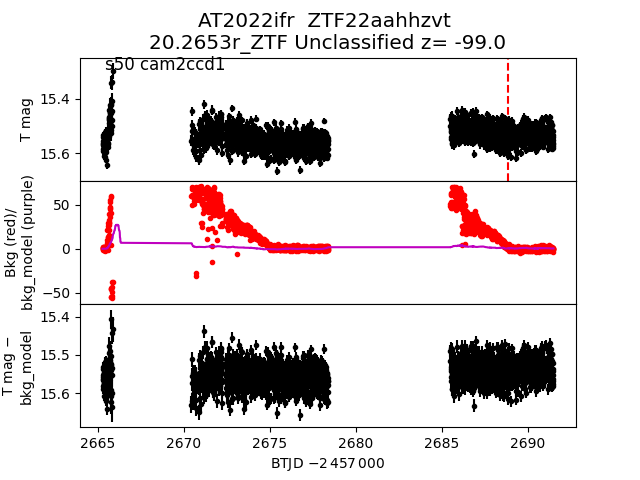 AT2022ifr  ZTF22aahhzvt
20.2653r_ZTF Unclassified z= -99.0
s50 cam2ccd1
T mag
15.4
15.6
Bkg (red)/
bkg_model (purple)
50
0
−50
T mag −
bkg_model
15.4
15.5
15.6
2665
2670
2675
2680
2685
2690
BTJD −2 457 000